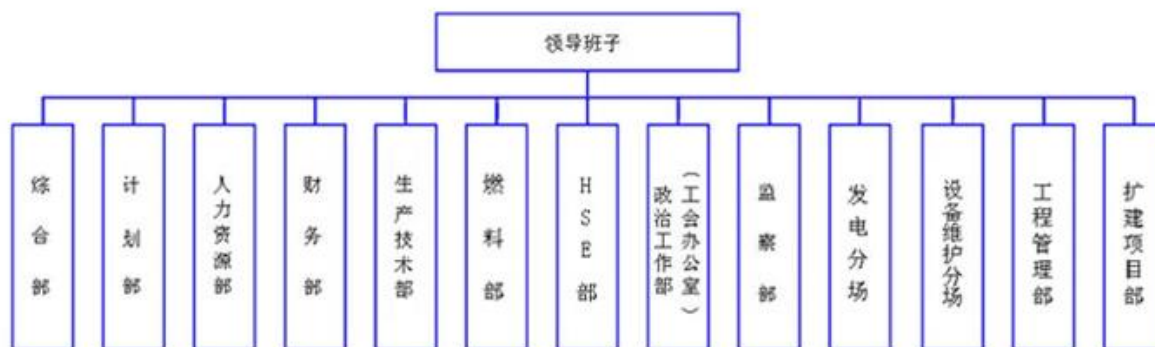 领导班子
综合部
计划部
人力资源部
财务部
生产技术部
燃料部
HSE部
政治工作部
（工会办公室）
监察部
发电分场
设备维护分场
工程管理部
扩建项目部